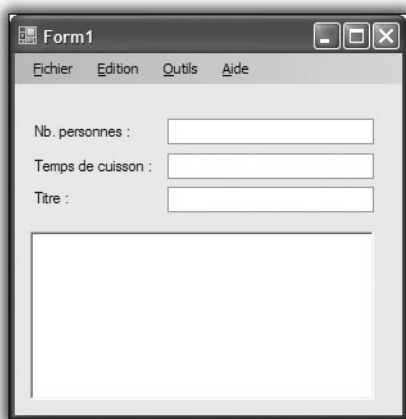 Form1
Fichier Edition Outils Aide
Nb. personnes :
Temps de cuisson :
Titre :